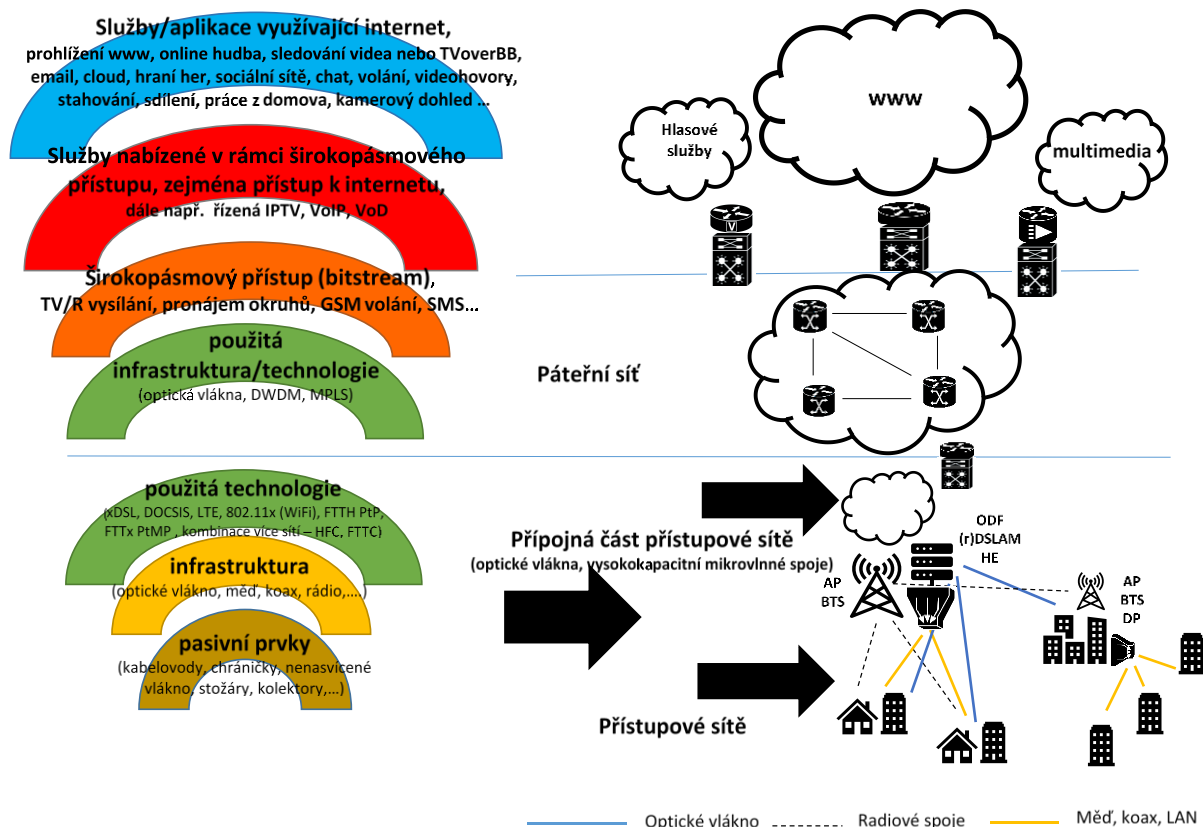 Služby/aplikace využívající internet,
prohlížení www, online hudba, sledování videa nebo TVoverBB,
email, cloud, hraní her, sociální sítě, chat, volání, videohovory,
stahování, sdílení, práce z domova, kamerový dohled ...
Služby nabízené v rámci širokopásmového
přístupu, zejména přístup k internetu,
dále např. řízená IPTV, VoIP, VoD
Širokopásmový přístup (bitstream),
TV/R vysílání, pronájem okruhů, GSM volání, SMS...
použitá
infrastruktura/technologie
(optická vlákna, DWDM, MPLS)
použitá technologie
(xDSL, DOCSIS, LTE, 802.11x (WiFi), FTTH PtP,
FTTx PtMP , kombinace více sítí – HFC, FTTC)
infrastruktura
(optické vlákno, měď, koax, rádio,....)
pasivní prvky
(kabelovody, chráničky, nenasvícené
vlákno, stožáry, kolektory,...)
www
Hlasové
služby
multimedia
V
Páteřní síť
Přípojná část přístupové sítě
(optické vlákna, vysokokapacitní mikrovlnné spoje)
ODF
(r)DSLAM
HE
AP
BTS
AP
BTS
DP
Přístupové sítě
Optické vlákno
Radiové spoje
Měď, koax, LAN